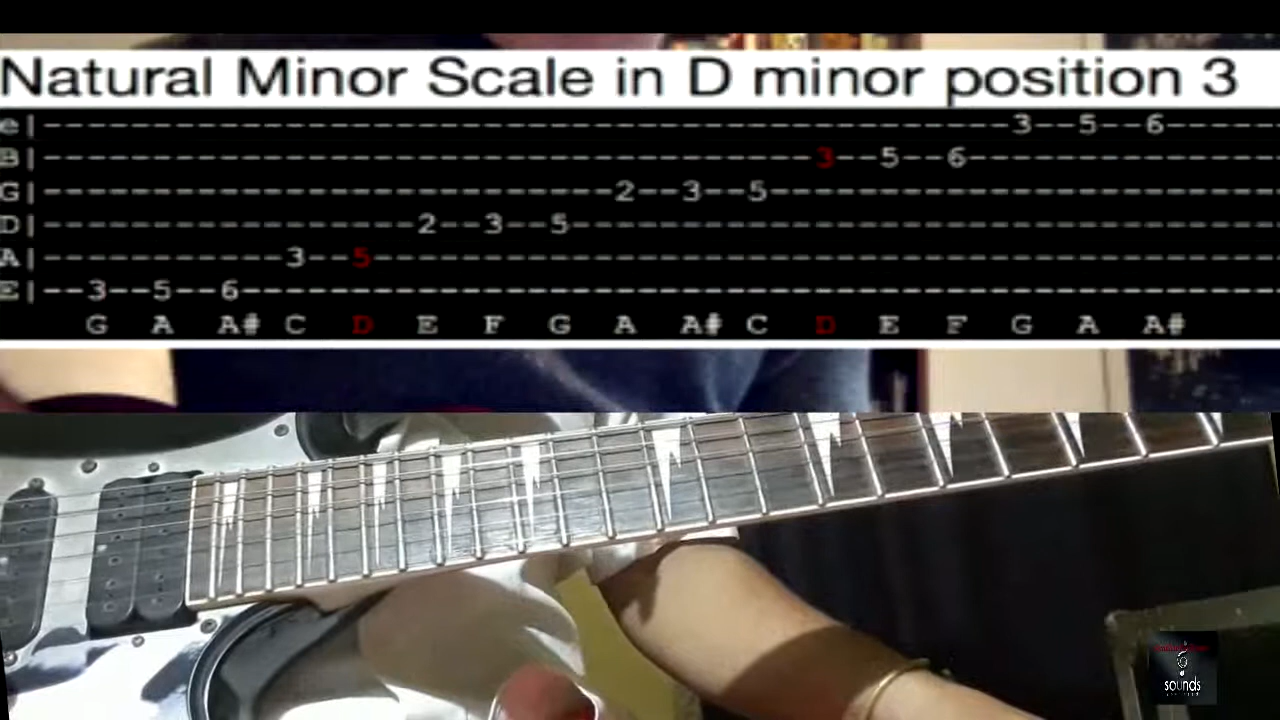 Natural Minor Scale in D minor position 3
e|-----------------------------------------------------------3--5--6------
B|-----------------------------------------------3--5--6------------------
G|-----------------------------------2--3--5------------------------------
D|-----------------------2--3--5------------------------------------------
A|---------------3--5-----------------------------------------------------
E|--3--5--6---------------------------------------------------------------
G A A# C D E F G A A# C D E F G A A#
sounds